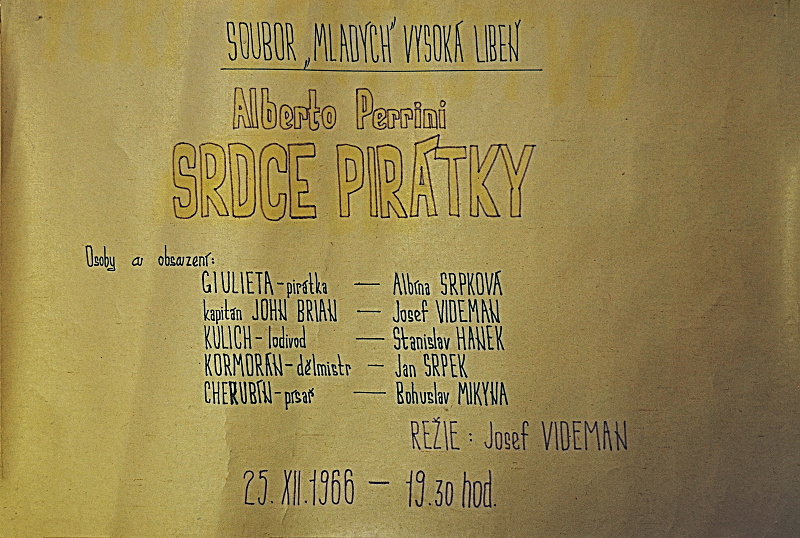 SOUBOR „MLADÝCH" VYSOKÁ LIBEŇ
Alberto Perrini
SRDCE PIRÁTKY
Osoby a obsazení:
GIULIETA - pirátka — Albína SRPKOVÁ
kapitán JOHN BRIAN — Josef VIDEMAN
KULICH - lodivod — Stanislav HANEK
KORMORÁN - dělmistr — Jan SRPEK
CHERUBÍN - písař — Bohuslav MIKYNA
REŽIE : Josef VIDEMAN
25. XII. 1966 — 19.30 hod.